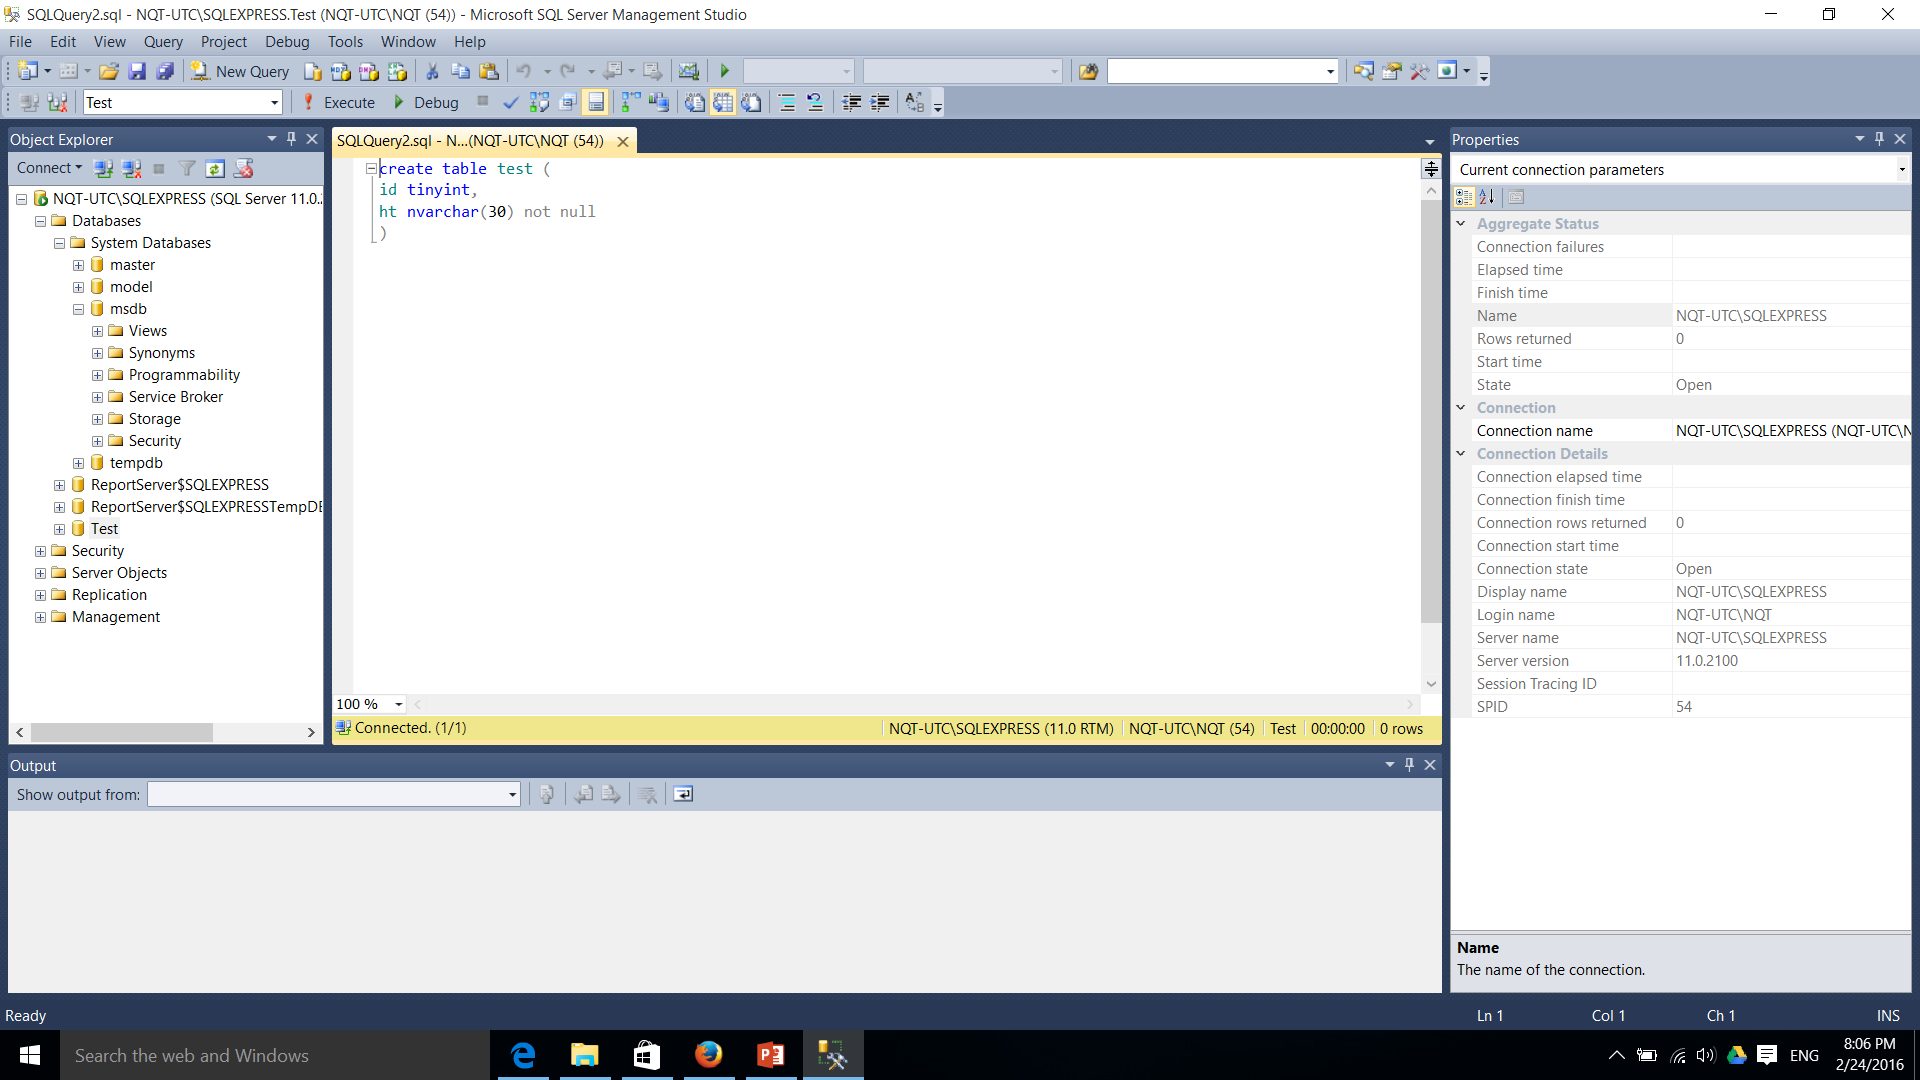 SQLQuery2.sql - NQT-UTC\SQLEXPRESS.Test (NQT-UTC\NQT (54)) - Microsoft SQL Server Management Studio
File Edit View Query Project Debug Tools Window Help
New Query
Test Execute Debug
Object Explorer
Connect
NQT-UTC\SQLEXPRESS (SQL Server 11.0.
Databases
System Databases
master
model
msdb
Views
Synonyms
Programmability
Service Broker
Storage
Security
tempdb
ReportServer$SQLEXPRESS
ReportServer$SQLEXPRESSTempDB
Test
Security
Server Objects
Replication
Management
SQLQuery2.sql - N...(NQT-UTC\NQT (54))
create table test (
id tinyint,
ht nvarchar(30) not null
)
100 %
Connected. (1/1) NQT-UTC\SQLEXPRESS (11.0 RTM) NQT-UTC\NQT (54) Test 00:00:00 0 rows
Properties
Current connection parameters
Aggregate Status
Connection failures
Elapsed time
Finish time
Name NQT-UTC\SQLEXPRESS
Rows returned 0
Start time
State Open
Connection
Connection name NQT-UTC\SQLEXPRESS (NQT-UTC\N
Connection Details
Connection elapsed time
Connection finish time
Connection rows returned 0
Connection start time
Connection state Open
Display name NQT-UTC\SQLEXPRESS
Login name NQT-UTC\NQT
Server name NQT-UTC\SQLEXPRESS
Server version 11.0.2100
Session Tracing ID
SPID 54
Name
The name of the connection.
Output
Show output from:
Ready Ln 1 Col 1 Ch 1 INS
Search the web and Windows
ENG
8:06 PM
2/24/2016